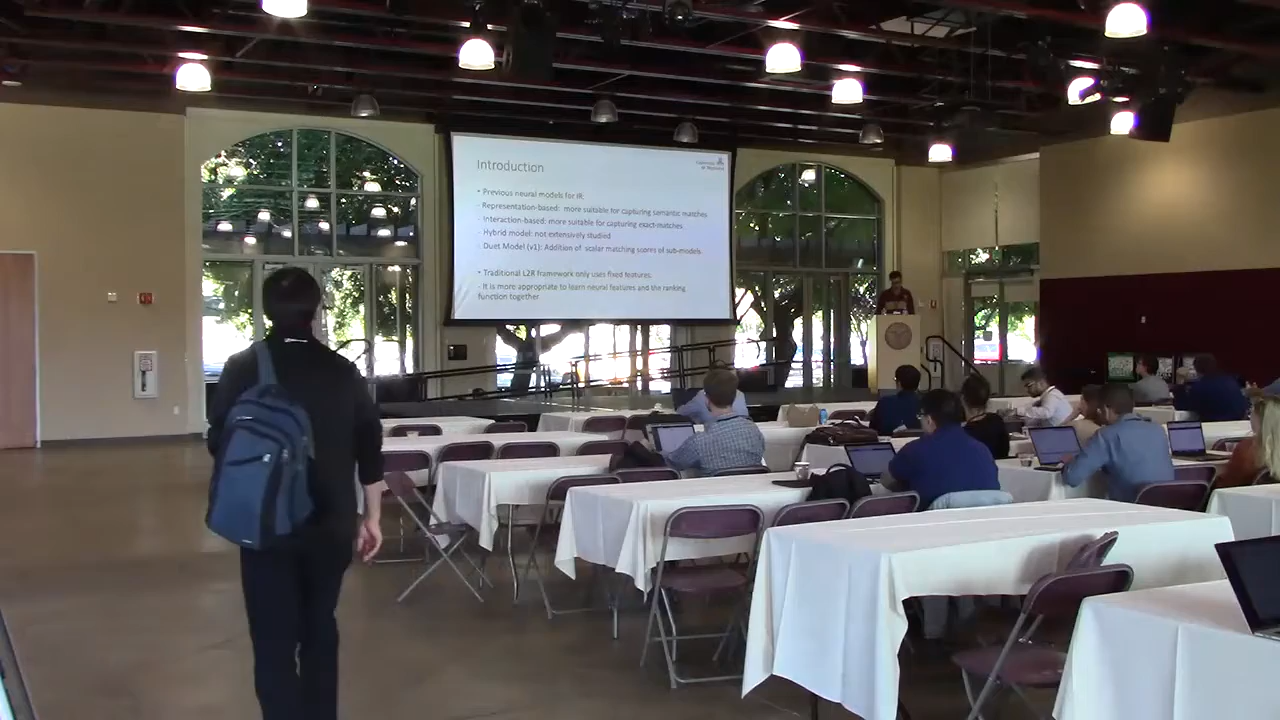 Introduction
• Previous neural models for IR:
- Representation-based: more suitable for capturing semantic matches
- Interaction-based: more suitable for capturing exact matches
- Hybrid model: not extensively studied
- Duet Model (v1): Addition of scalar matching scores of sub-models
• Traditional L2R framework only uses fixed features.
- It is more appropriate to learn neural features and the ranking
function together